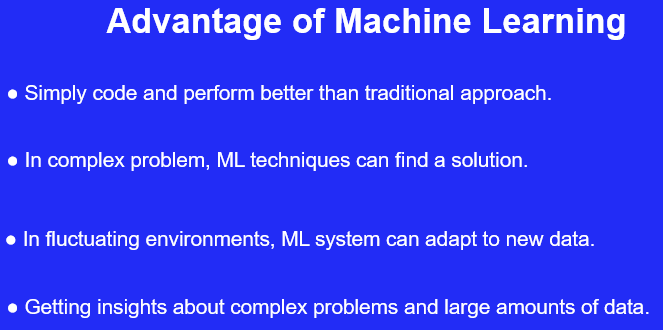 Advantage of Machine Learning
● Simply code and perform better than traditional approach.
● In complex problem, ML techniques can find a solution.
● In fluctuating environments, ML system can adapt to new data.
● Getting insights about complex problems and large amounts of data.